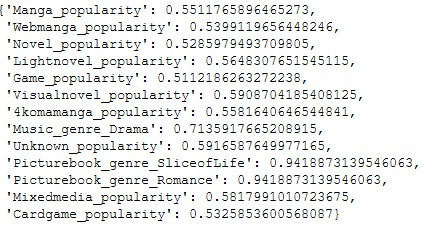 {'Manga_popularity': 0.5511765896465273,
'Webmanga_popularity': 0.5399119656448246,
'Novel_popularity': 0.5285979493709805,
'Lightnovel_popularity': 0.5648307651545115,
'Game_popularity': 0.5112186263272238,
'Visualnovel_popularity': 0.5908704185408125,
'4komamanga_popularity': 0.5581640646544841,
'Music_genre_Drama': 0.7135917665208915,
'Unknown_popularity': 0.5916587649977165,
'Picturebook_genre_SliceofLife': 0.9418873139546063,
'Picturebook_genre_Romance': 0.9418873139546063,
'Mixedmedia_popularity': 0.5817991010723675,
'Cardgame_popularity': 0.5325853600568087}